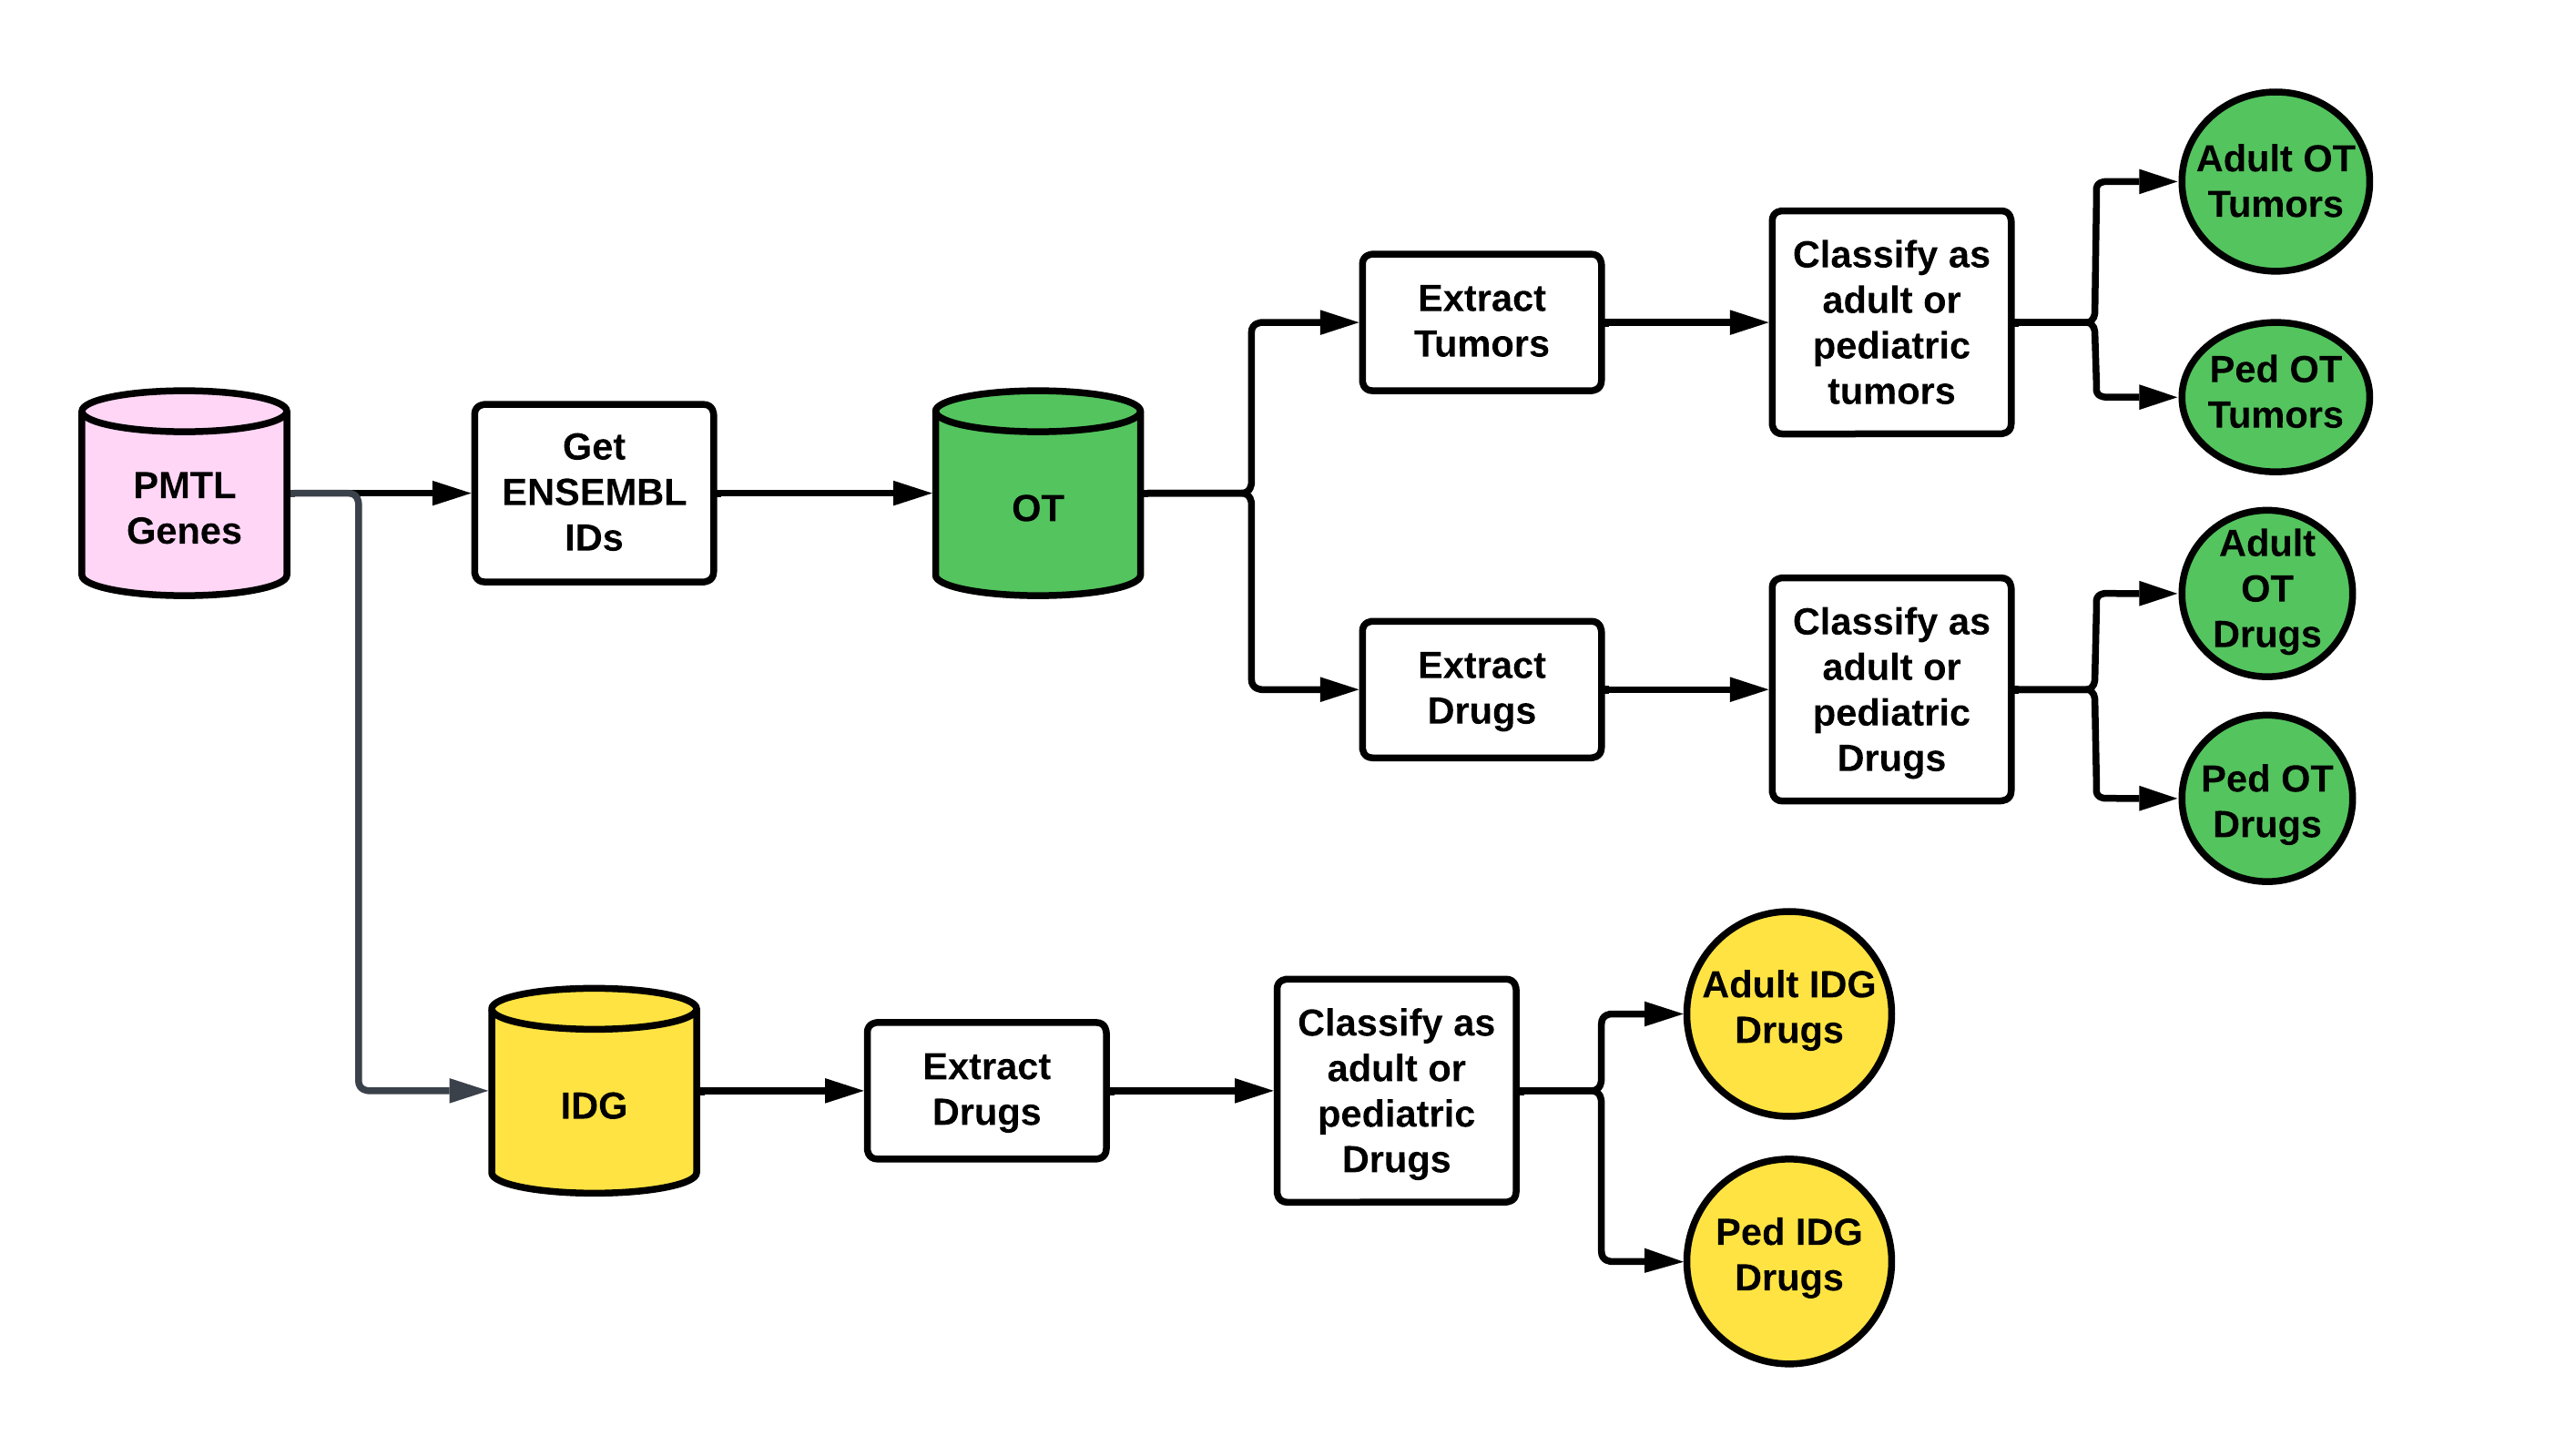 PMTL
Genes
Get
ENSEMBL
IDs
OT
Extract
Tumors
Classify as
adult or
pediatric
tumors
Adult OT
Tumors
Ped OT
Tumors
Extract
Drugs
Classify as
adult or
pediatric
Drugs
Adult
OT
Drugs
Ped OT
Drugs
IDG
Extract
Drugs
Classify as
adult or
pediatric
Drugs
Adult IDG
Drugs
Ped IDG
Drugs